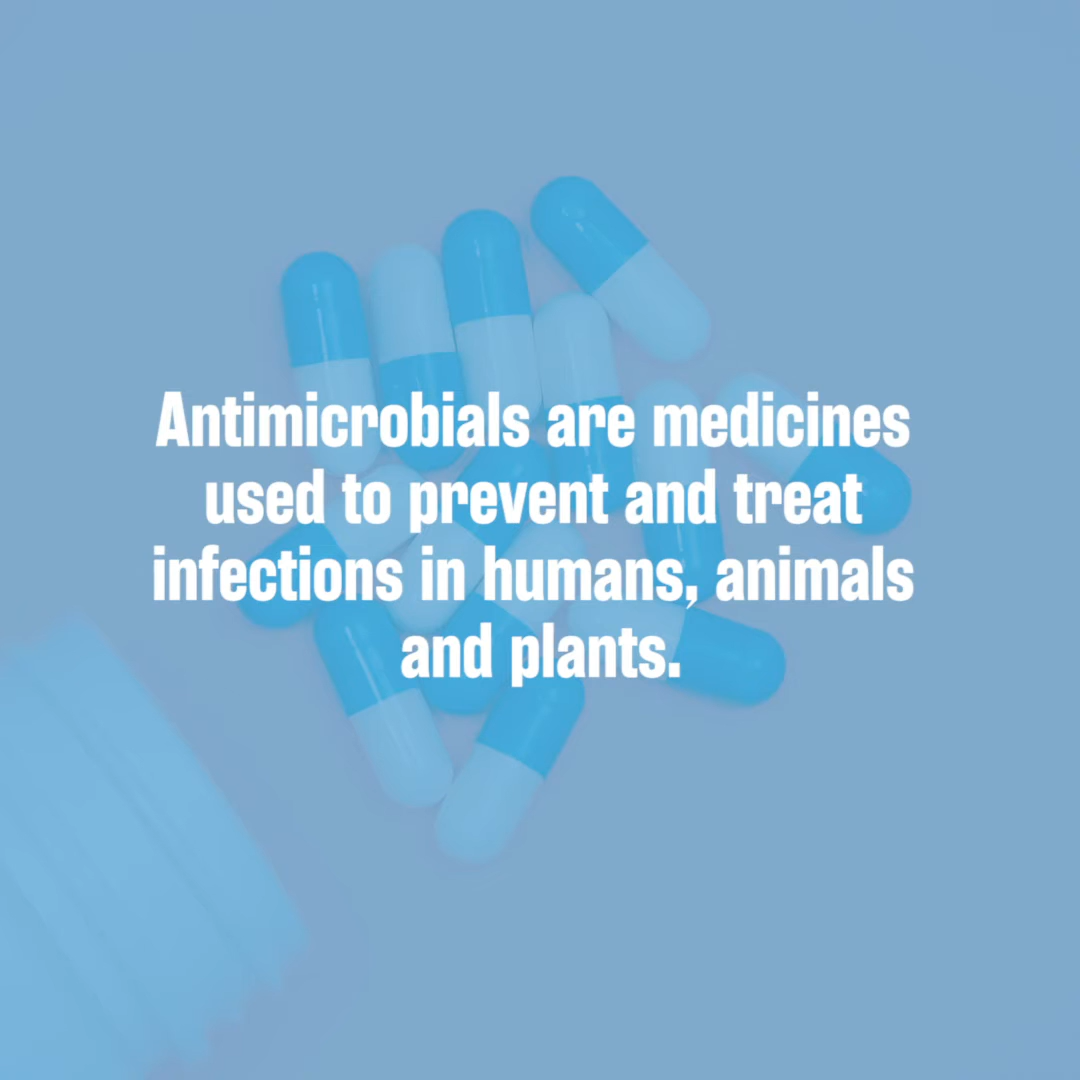 Antimicrobials are medicines
used to prevent and treat
infections in humans, animals
and plants.